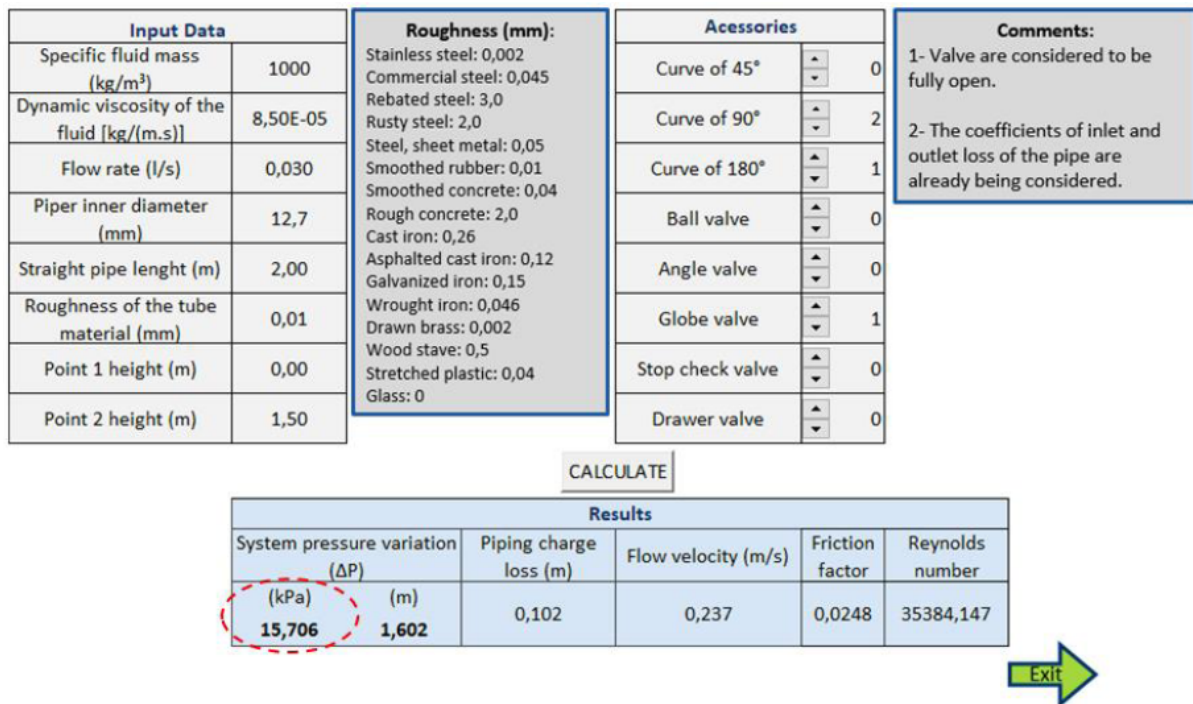 Input Data
Specific fluid mass
(kg/m³)
1000
Dynamic viscosity of the
fluid [kg/(m.s)]
8,50E-05
Flow rate (l/s)
0,030
Piper inner diameter
(mm)
12,7
Straight pipe lenght (m)
2,00
Roughness of the tube
material (mm)
0,01
Point 1 height (m)
0,00
Point 2 height (m)
1,50
Roughness (mm):
Stainless steel: 0,002
Commercial steel: 0,045
Rebated steel: 3,0
Rusty steel: 2,0
Steel, sheet metal: 0,05
Smoothed rubber: 0,01
Smoothed concrete: 0,04
Rough concrete: 2,0
Cast iron: 0,26
Asphalted cast iron: 0,12
Galvanized iron: 0,15
Wrought iron: 0,046
Drawn brass: 0,002
Wood stave: 0,5
Stretched plastic: 0,04
Glass: 0
Acessories
Curve of 45° 0
Curve of 90° 2
Curve of 180° 1
Ball valve 0
Angle valve 0
Globe valve 1
Stop check valve 0
Drawer valve 0
Comments:
1- Valve are considered to be
fully open.
2- The coefficients of inlet and
outlet loss of the pipe are
already being considered.
CALCULATE
Results
System pressure variation
(ΔP)
Piping charge
loss (m)
Flow velocity (m/s)
Friction
factor
Reynolds
number
(kPa) (m)
15,706 1,602
0,102
0,237
0,0248
35384,147
Exit